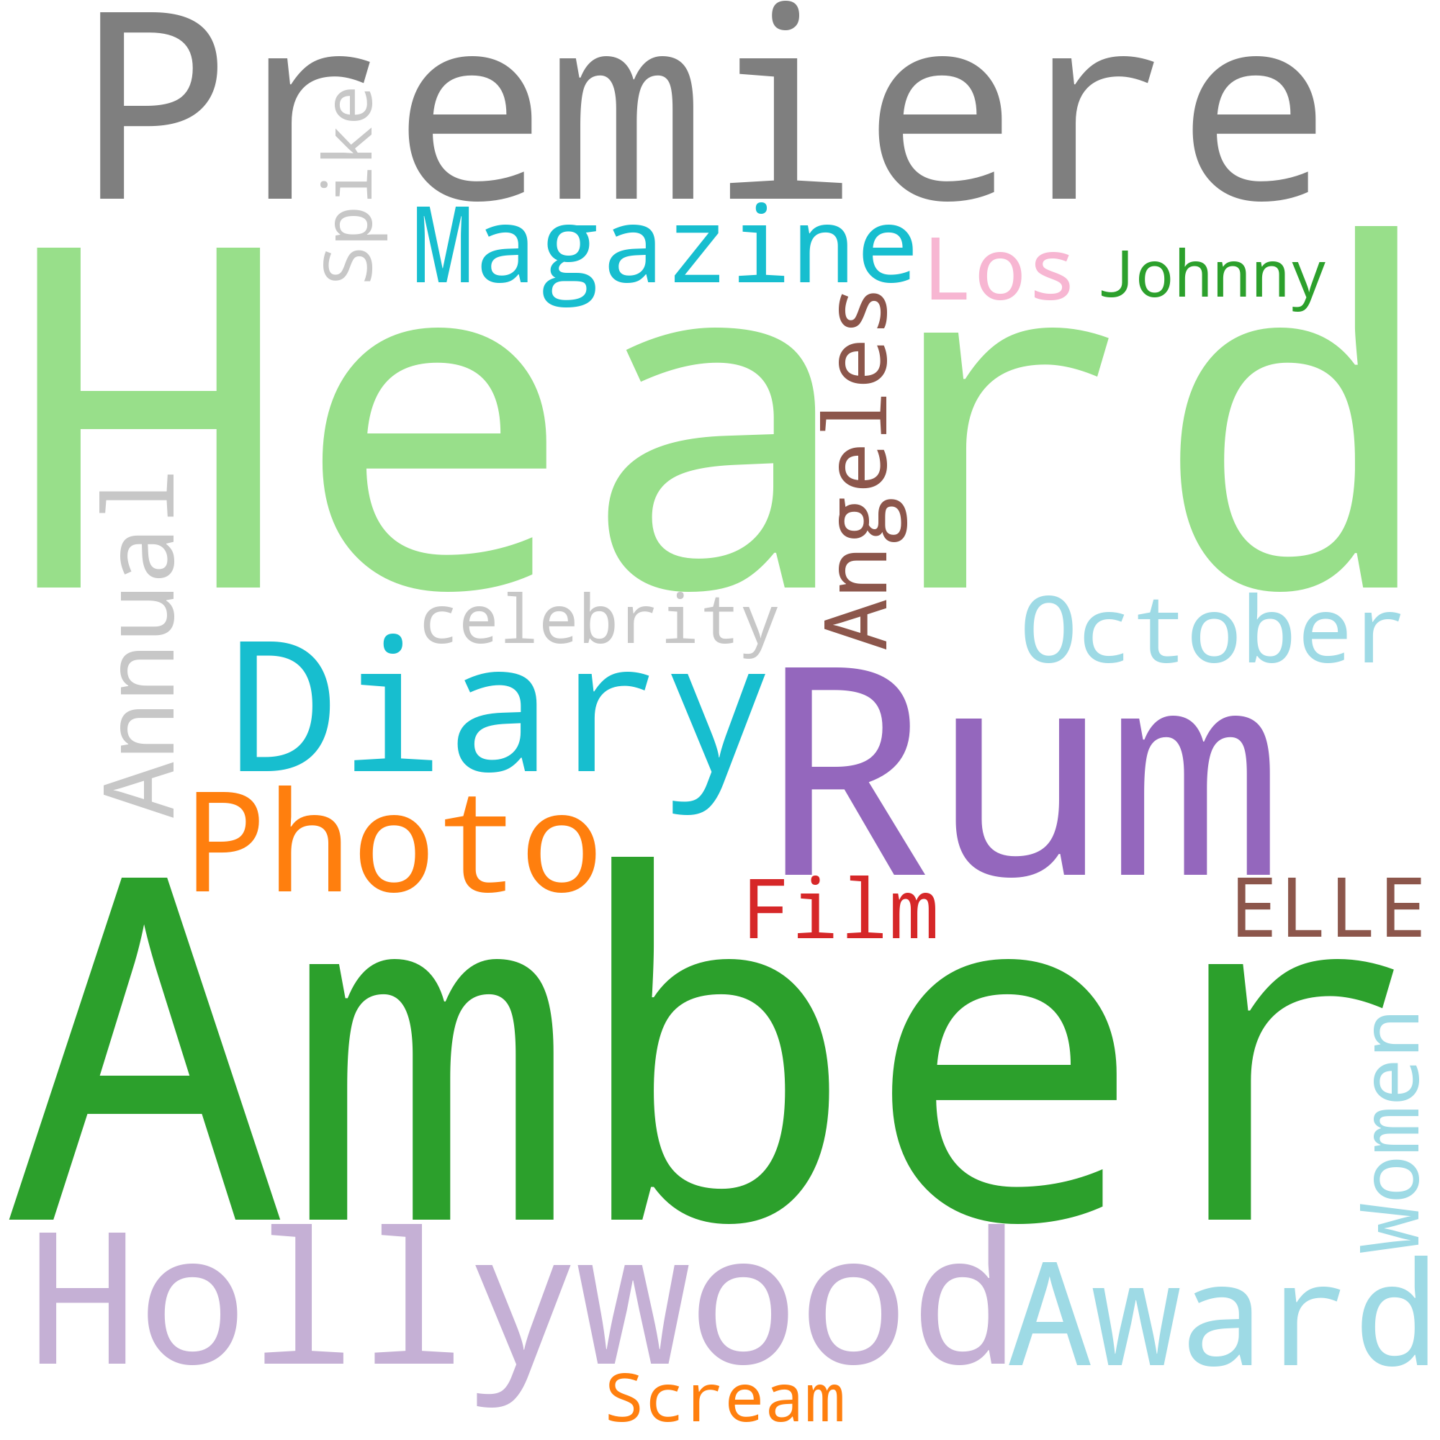 Premiere
Spike
Magazine
Los
Johnny
Heard
Angeles
Annual
celebrity
October
Diary
Rum
Photo
Film
ELLE
Amber
Women
Hollywood
Award
Scream